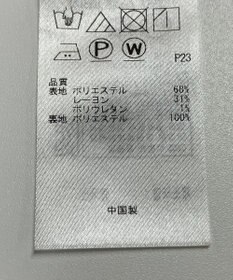 P W P23
品質
表地 ポリエステル 68%
レーヨン 31%
ポリウレタン 1%
裏地 ポリエステル 100%
中国製